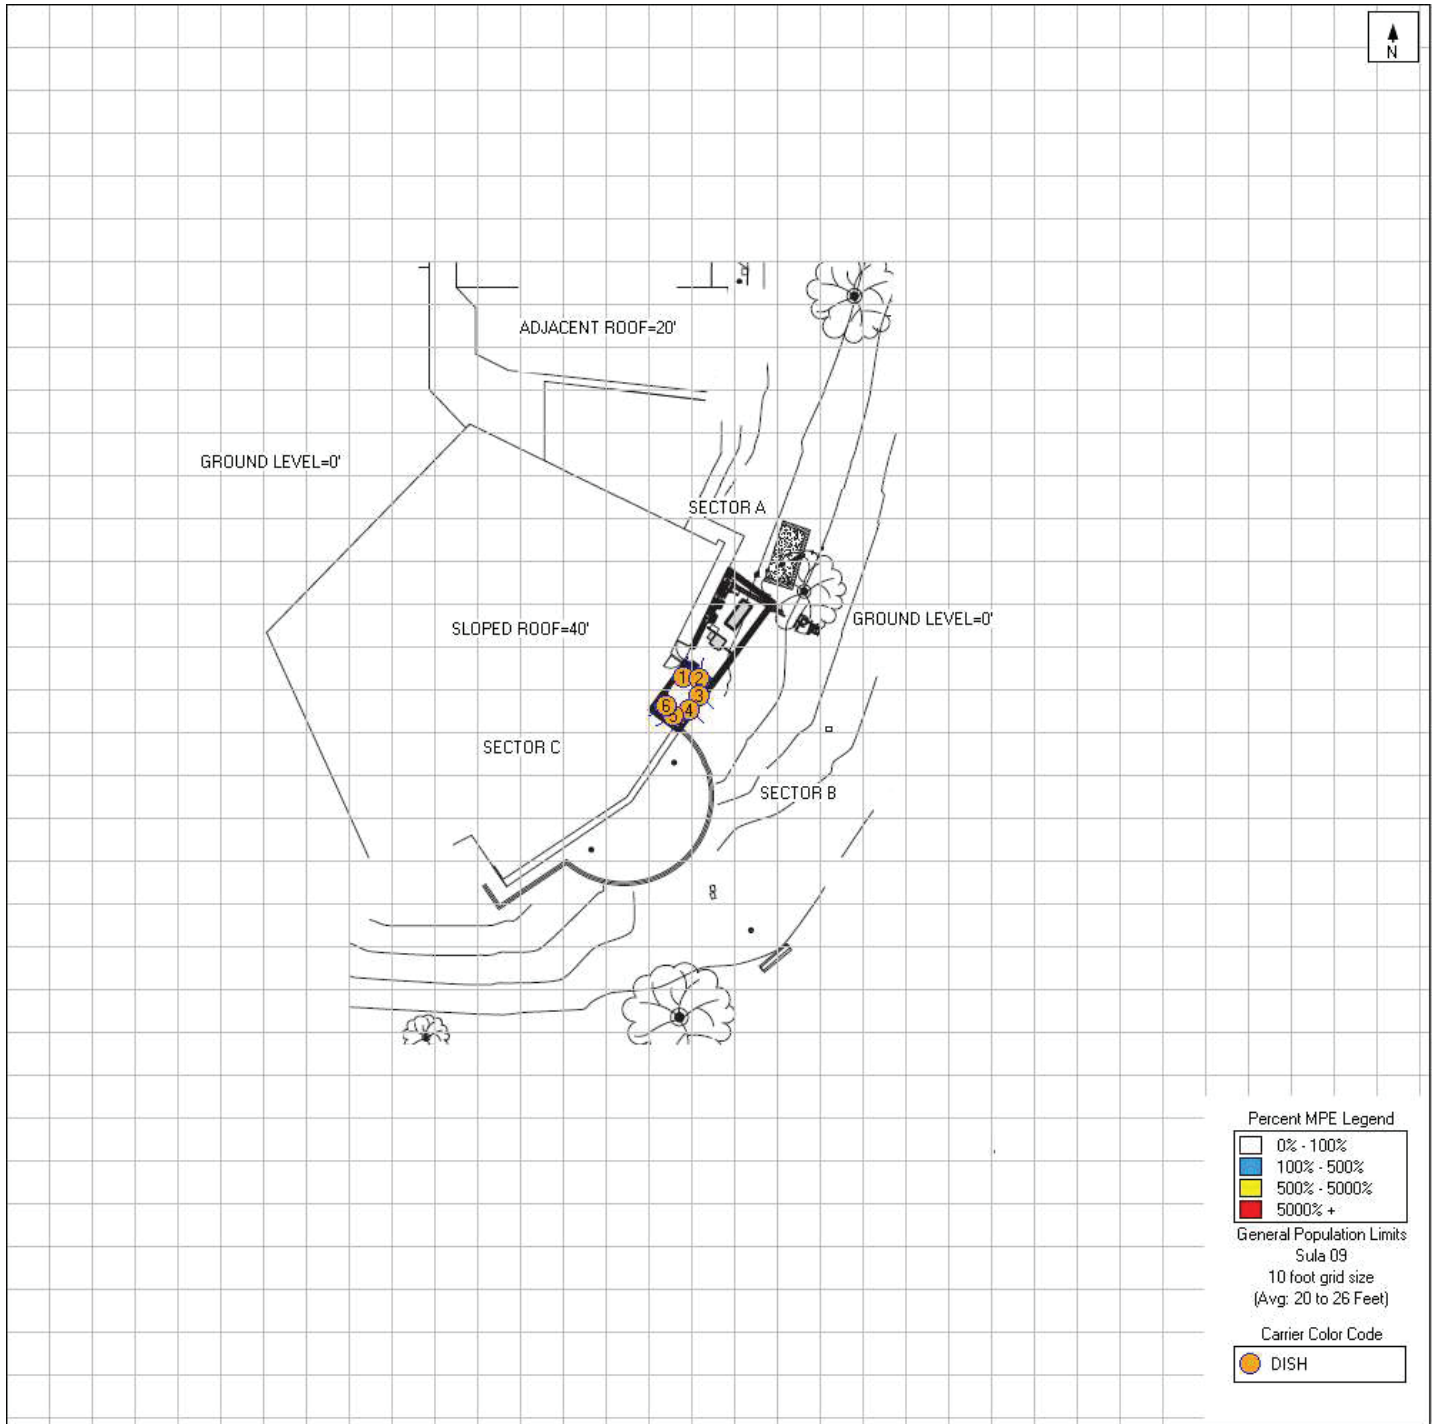 N
ADJACENT ROOF=20'
GROUND LEVEL=0'
SECTOR A
SLOPED ROOF=40'
GROUND LEVEL=0'
1 2
3
6 4
5
SECTOR C
SECTOR B
Percent MPE Legend
0% - 100%
100% - 500%
500% - 5000%
5000% +
General Population Limits
Sula 09
10 foot grid size
(Avg: 20 to 26 Feet)
Carrier Color Code
DISH